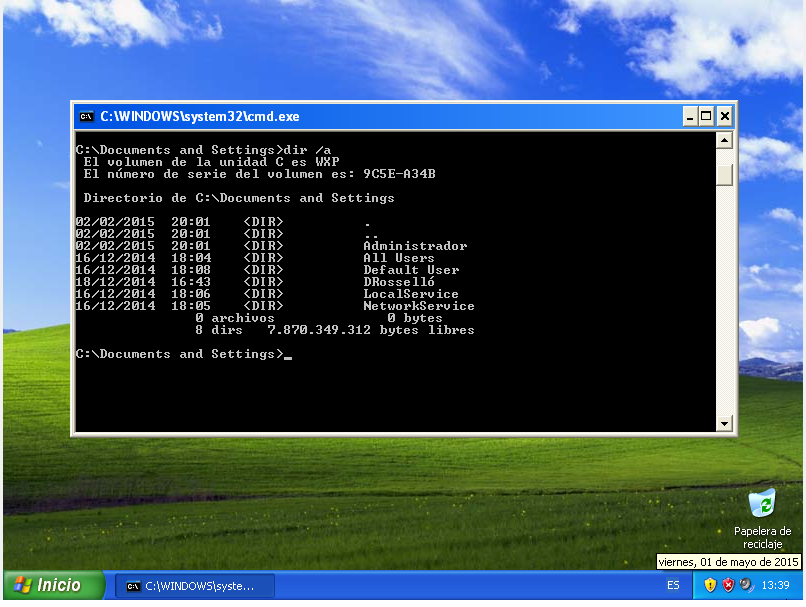 C:\WINDOWS\system32\cmd.exe
C:\Documents and Settings>dir /a
El volumen de la unidad C es WXP
El número de serie del volumen es: 9C5E-A34B
Directorio de C:\Documents and Settings
02/02/2015  20:01    <DIR>          .
02/02/2015  20:01    <DIR>          ..
02/02/2015  20:01    <DIR>          Administrador
16/12/2014  18:04    <DIR>          All Users
16/12/2014  18:08    <DIR>          Default User
18/12/2014  16:43    <DIR>          DRosselló
16/12/2014  18:06    <DIR>          LocalService
16/12/2014  18:05    <DIR>          NetworkService
0 archivos              0 bytes
8 dirs   7.870.349.312 bytes libres
C:\Documents and Settings>_
Papelera de
reciclaje
viernes, 01 de mayo de 2015
Inicio
C:\WINDOWS\syste...
ES
13:39